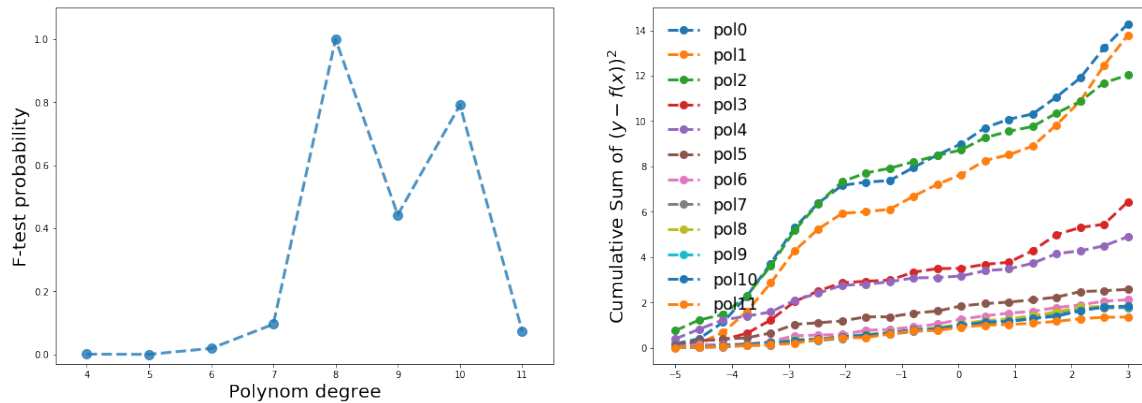 F-test probability
1.0
0.8
0.6
0.4
0.2
0.0
4 5 6 7 8 9 10 11
Polynom degree
Cumulative Sum of (y − f(x))²
14
12
10
8
6
4
2
0
pol0
pol1
pol2
pol3
pol4
pol5
pol6
pol7
pol8
pol9
pol10
pol11
-5 -4 -3 -2 -1 0 1 2 3